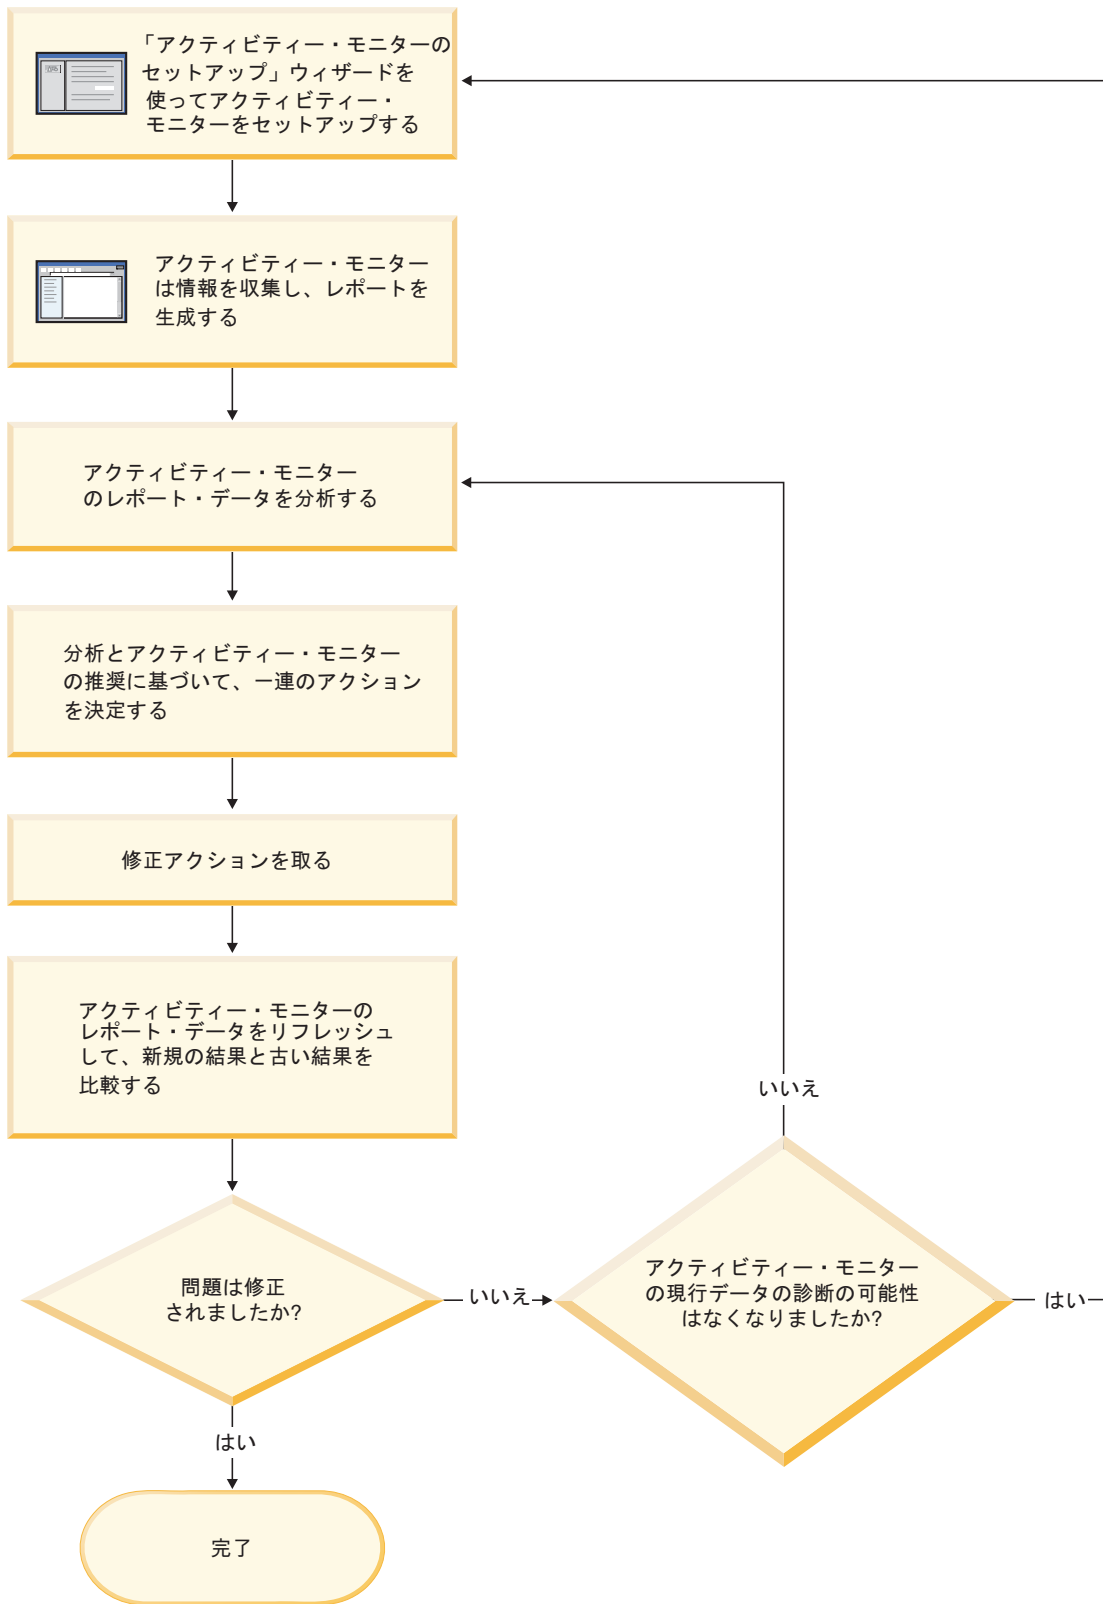 「アクティビティー・モニターの
セットアップ」ウィザードを
使ってアクティビティー・
モニターをセットアップする
アクティビティー・モニター
は情報を収集し、レポートを
生成する
アクティビティー・モニター
のレポート・データを分析する
分析とアクティビティー・モニター
の推奨に基づいて、一連のアクション
を決定する
修正アクションを取る
アクティビティー・モニターの
レポート・データをリフレッシュ
して、新規の結果と古い結果を
比較する
いいえ
問題は修正
されましたか?
いいえ
アクティビティー・モニター
の現行データの診断の可能性
はなくなりましたか?
はい
はい
完了